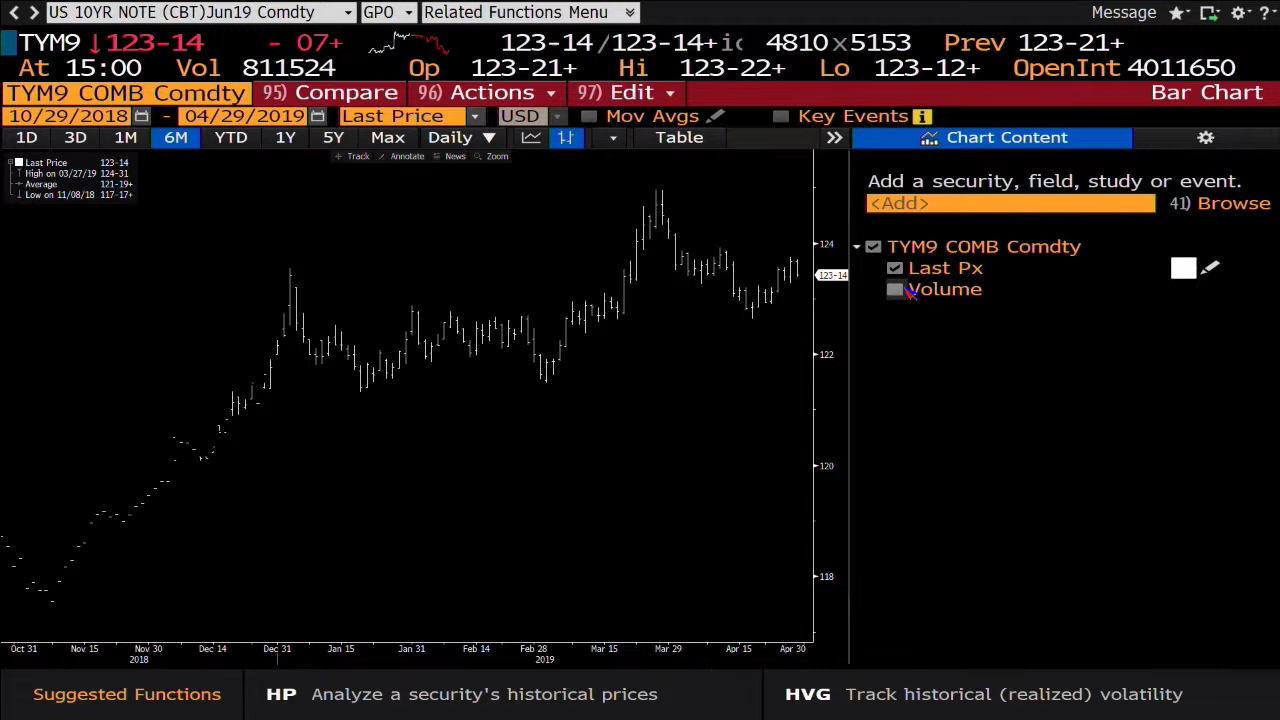 US 10YR NOTE (CBT)Jun19 Comdty GPO Related Functions Menu Message
TYM9 ↓123-14 - 07+ 123-14 /123-14+ 4810 x 5153 Prev 123-21+
At 15:00 Vol 811524 Op 123-21+ Hi 123-22+ Lo 123-12+ OpenInt 4011650
TYM9 COMB Comdty 95) Compare 96) Actions 97) Edit Bar Chart
10/29/2018 - 04/29/2019 Last Price USD Mov Avgs Key Events i
1D 3D 1M 6M YTD 1Y 5Y Max Daily ▼ Table » Chart Content
Track Annotate News Zoom
Last Price 123-14
High on 03/27/19 124-31
Average 121-19+
Low on 11/08/18 117-17+
Add a security, field, study or event.
<Add> 41) Browse
TYM9 COMB Comdty
Last Px
Volume
124
123-14
122
120
118
Oct 31 Nov 15 Nov 30 Dec 14 Dec 31 Jan 15 Jan 31 Feb 14 Feb 28 Mar 15 Mar 29 Apr 15 Apr 30
2018 2019
Suggested Functions HP Analyze a security's historical prices HVG Track historical (realized) volatility